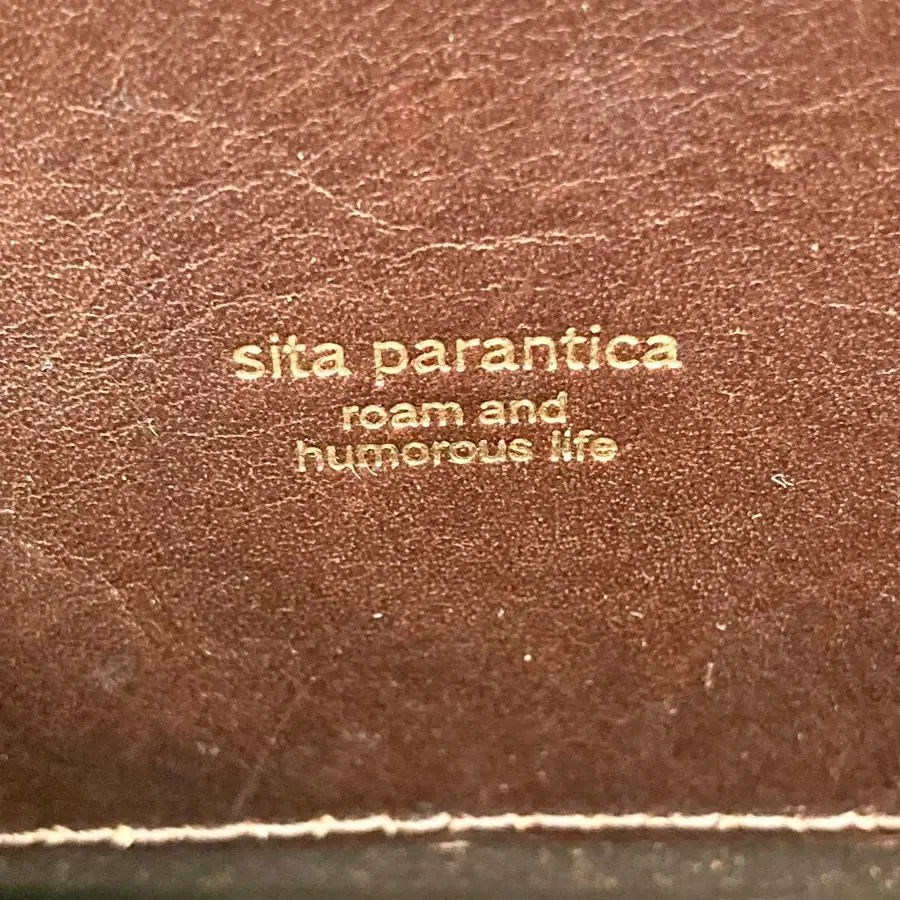 sita parantica
roam and
humorous life